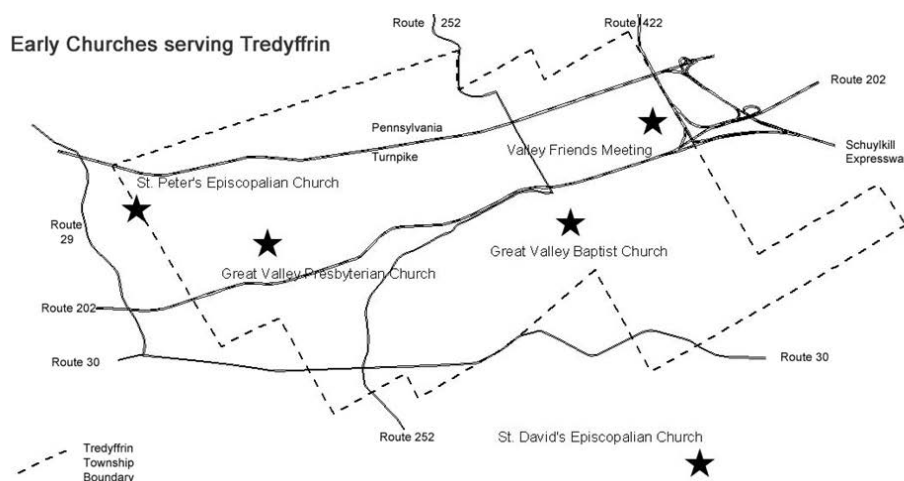 Early Churches serving Tredyffrin
Route 252
Route 422
Route 202
Pennsylvania
Turnpike
Valley Friends Meeting
Schuylkill
Expresswa
St. Peter's Episcopalian Church
Route
29
Great Valley Presbyterian Church
Great Valley Baptist Church
Route 202
Route 30
Route 30
Route 252
St. David's Episcopalian Church
Tredyffrin
Township
Boundary